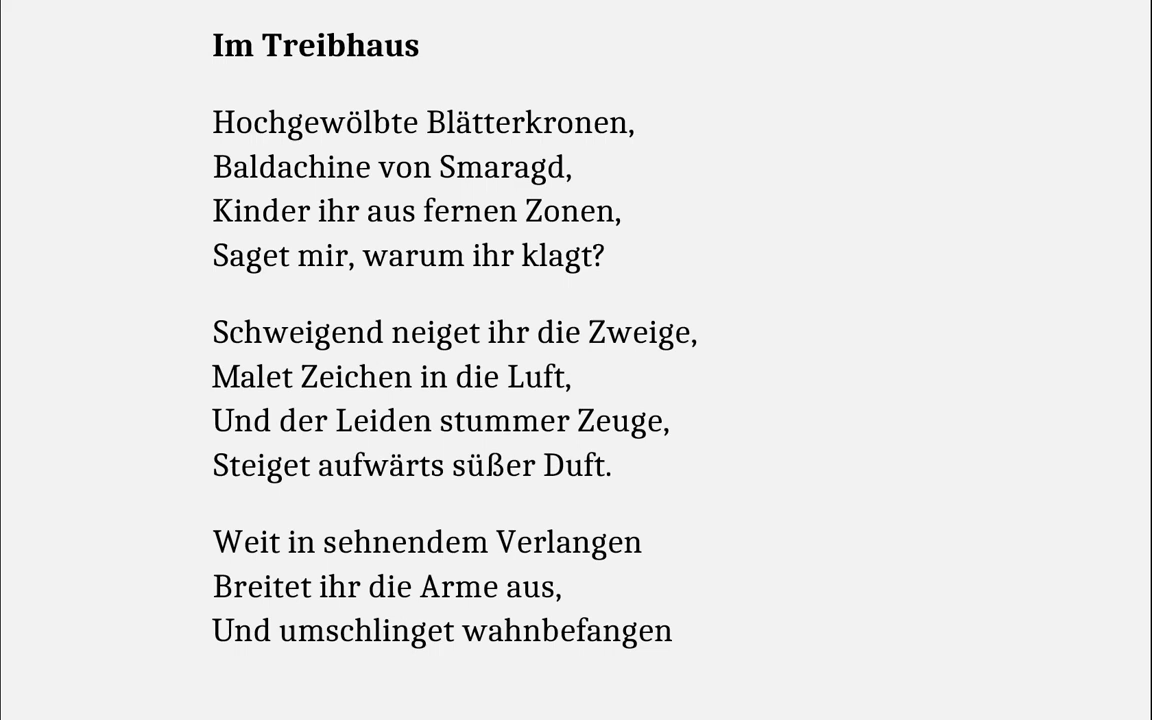 Im Treibhaus
Hochgewölbte Blätterkronen,
Baldachine von Smaragd,
Kinder ihr aus fernen Zonen,
Saget mir, warum ihr klagt?
Schweigend neiget ihr die Zweige,
Malet Zeichen in die Luft,
Und der Leiden stummer Zeuge,
Steiget aufwärts süßer Duft.
Weit in sehnendem Verlangen
Breitet ihr die Arme aus,
Und umschlinget wahnbefangen